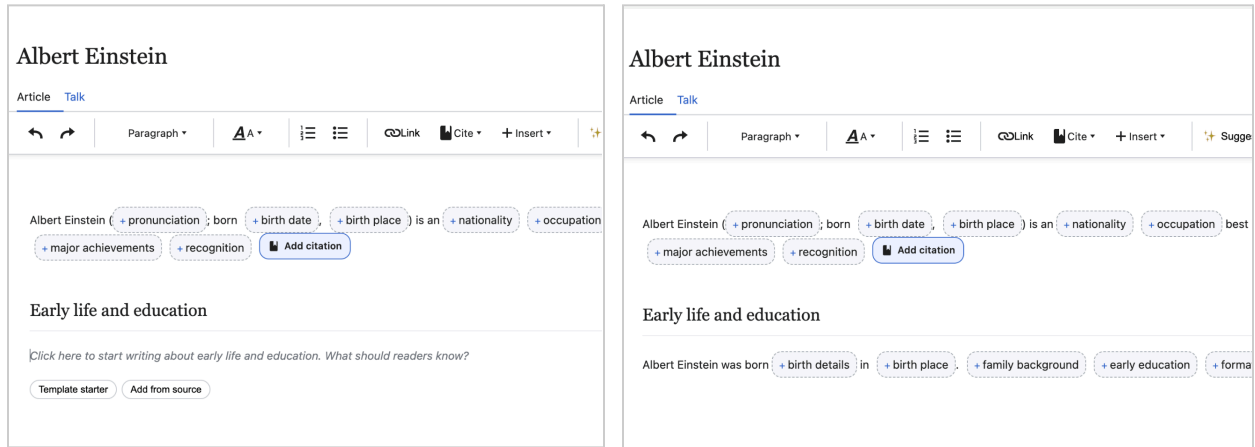 Albert Einstein
Article Talk
Paragraph A A Link Cite + Insert
Albert Einstein ( + pronunciation ; born + birth date , + birth place ) is an + nationality + occupation
+ major achievements + recognition Add citation
Early life and education
Click here to start writing about early life and education. What should readers know?
Template starter Add from source
Albert Einstein
Article Talk
Paragraph A A Link Cite + Insert Sugge
Albert Einstein ( + pronunciation ; born + birth date , + birth place ) is an + nationality + occupation best
+ major achievements + recognition Add citation
Early life and education
Albert Einstein was born + birth details in + birth place . + family background + early education + forma